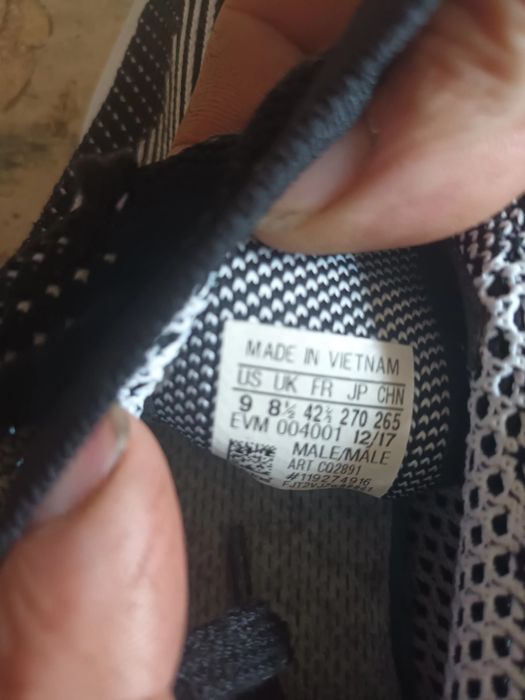 MADE IN VIETNAM
US UK FR JP CHN
9 8½ 42⅔ 270 265
EVM 004001 12/17
MALE/MALE
ART CQ2891
#119274916